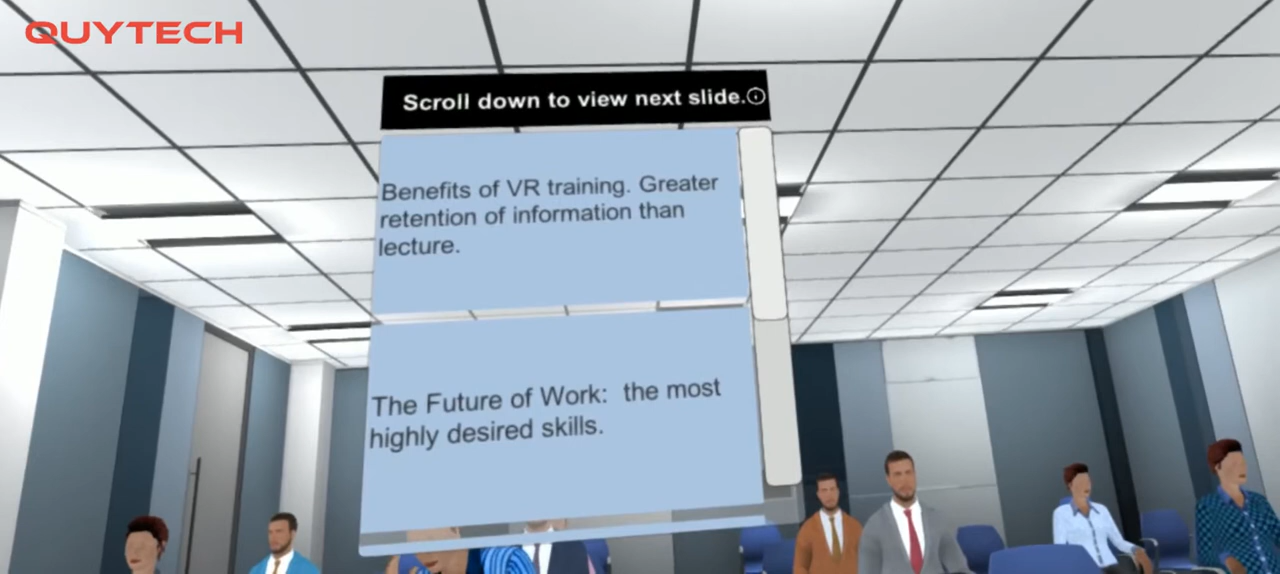 QUYTECH
Scroll down to view next slide.
Benefits of VR training. Greater
retention of information than
lecture.
The Future of Work: the most
highly desired skills.